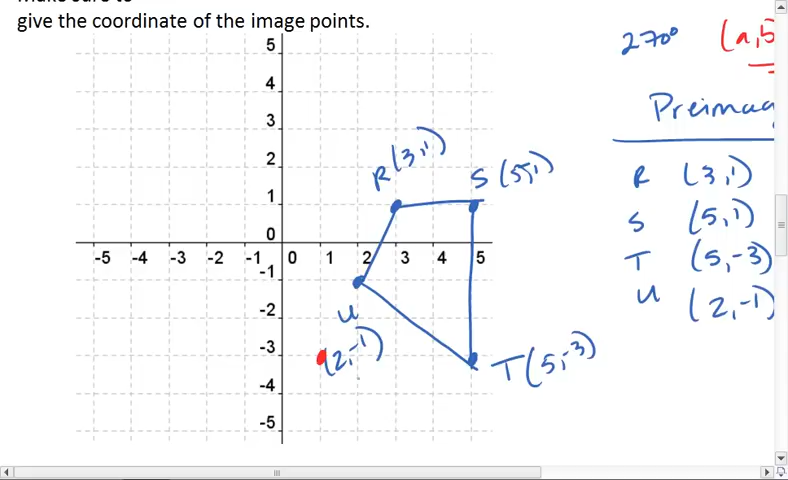 give the coordinate of the image points.
270° (a,b
Preimag
R (3,1) S (5,1)
U (2,-1) T (5,-3)
R (3,1)
S (5,1)
T (5,-3)
U (2,-1)
5
4
3
2
1
0
-5 -4 -3 -2 -1 0 1 2 3 4 5
-1
-2
-3
-4
-5